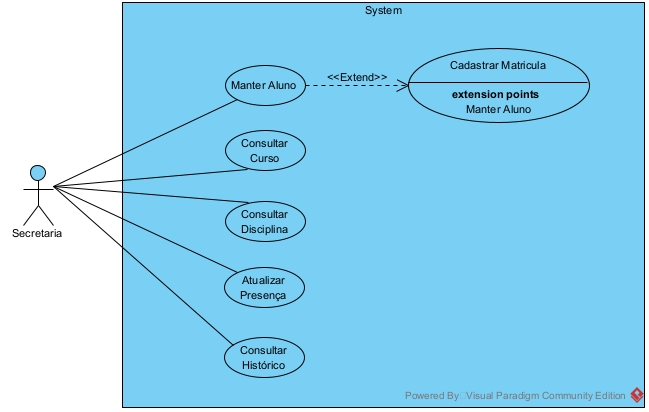 System
Manter Aluno
<<Extend>>
Cadastrar Matricula
extension points
Manter Aluno
Consultar
Curso
Secretaria
Consultar
Disciplina
Atualizar
Presença
Consultar
Histórico
Powered By: Visual Paradigm Community Edition